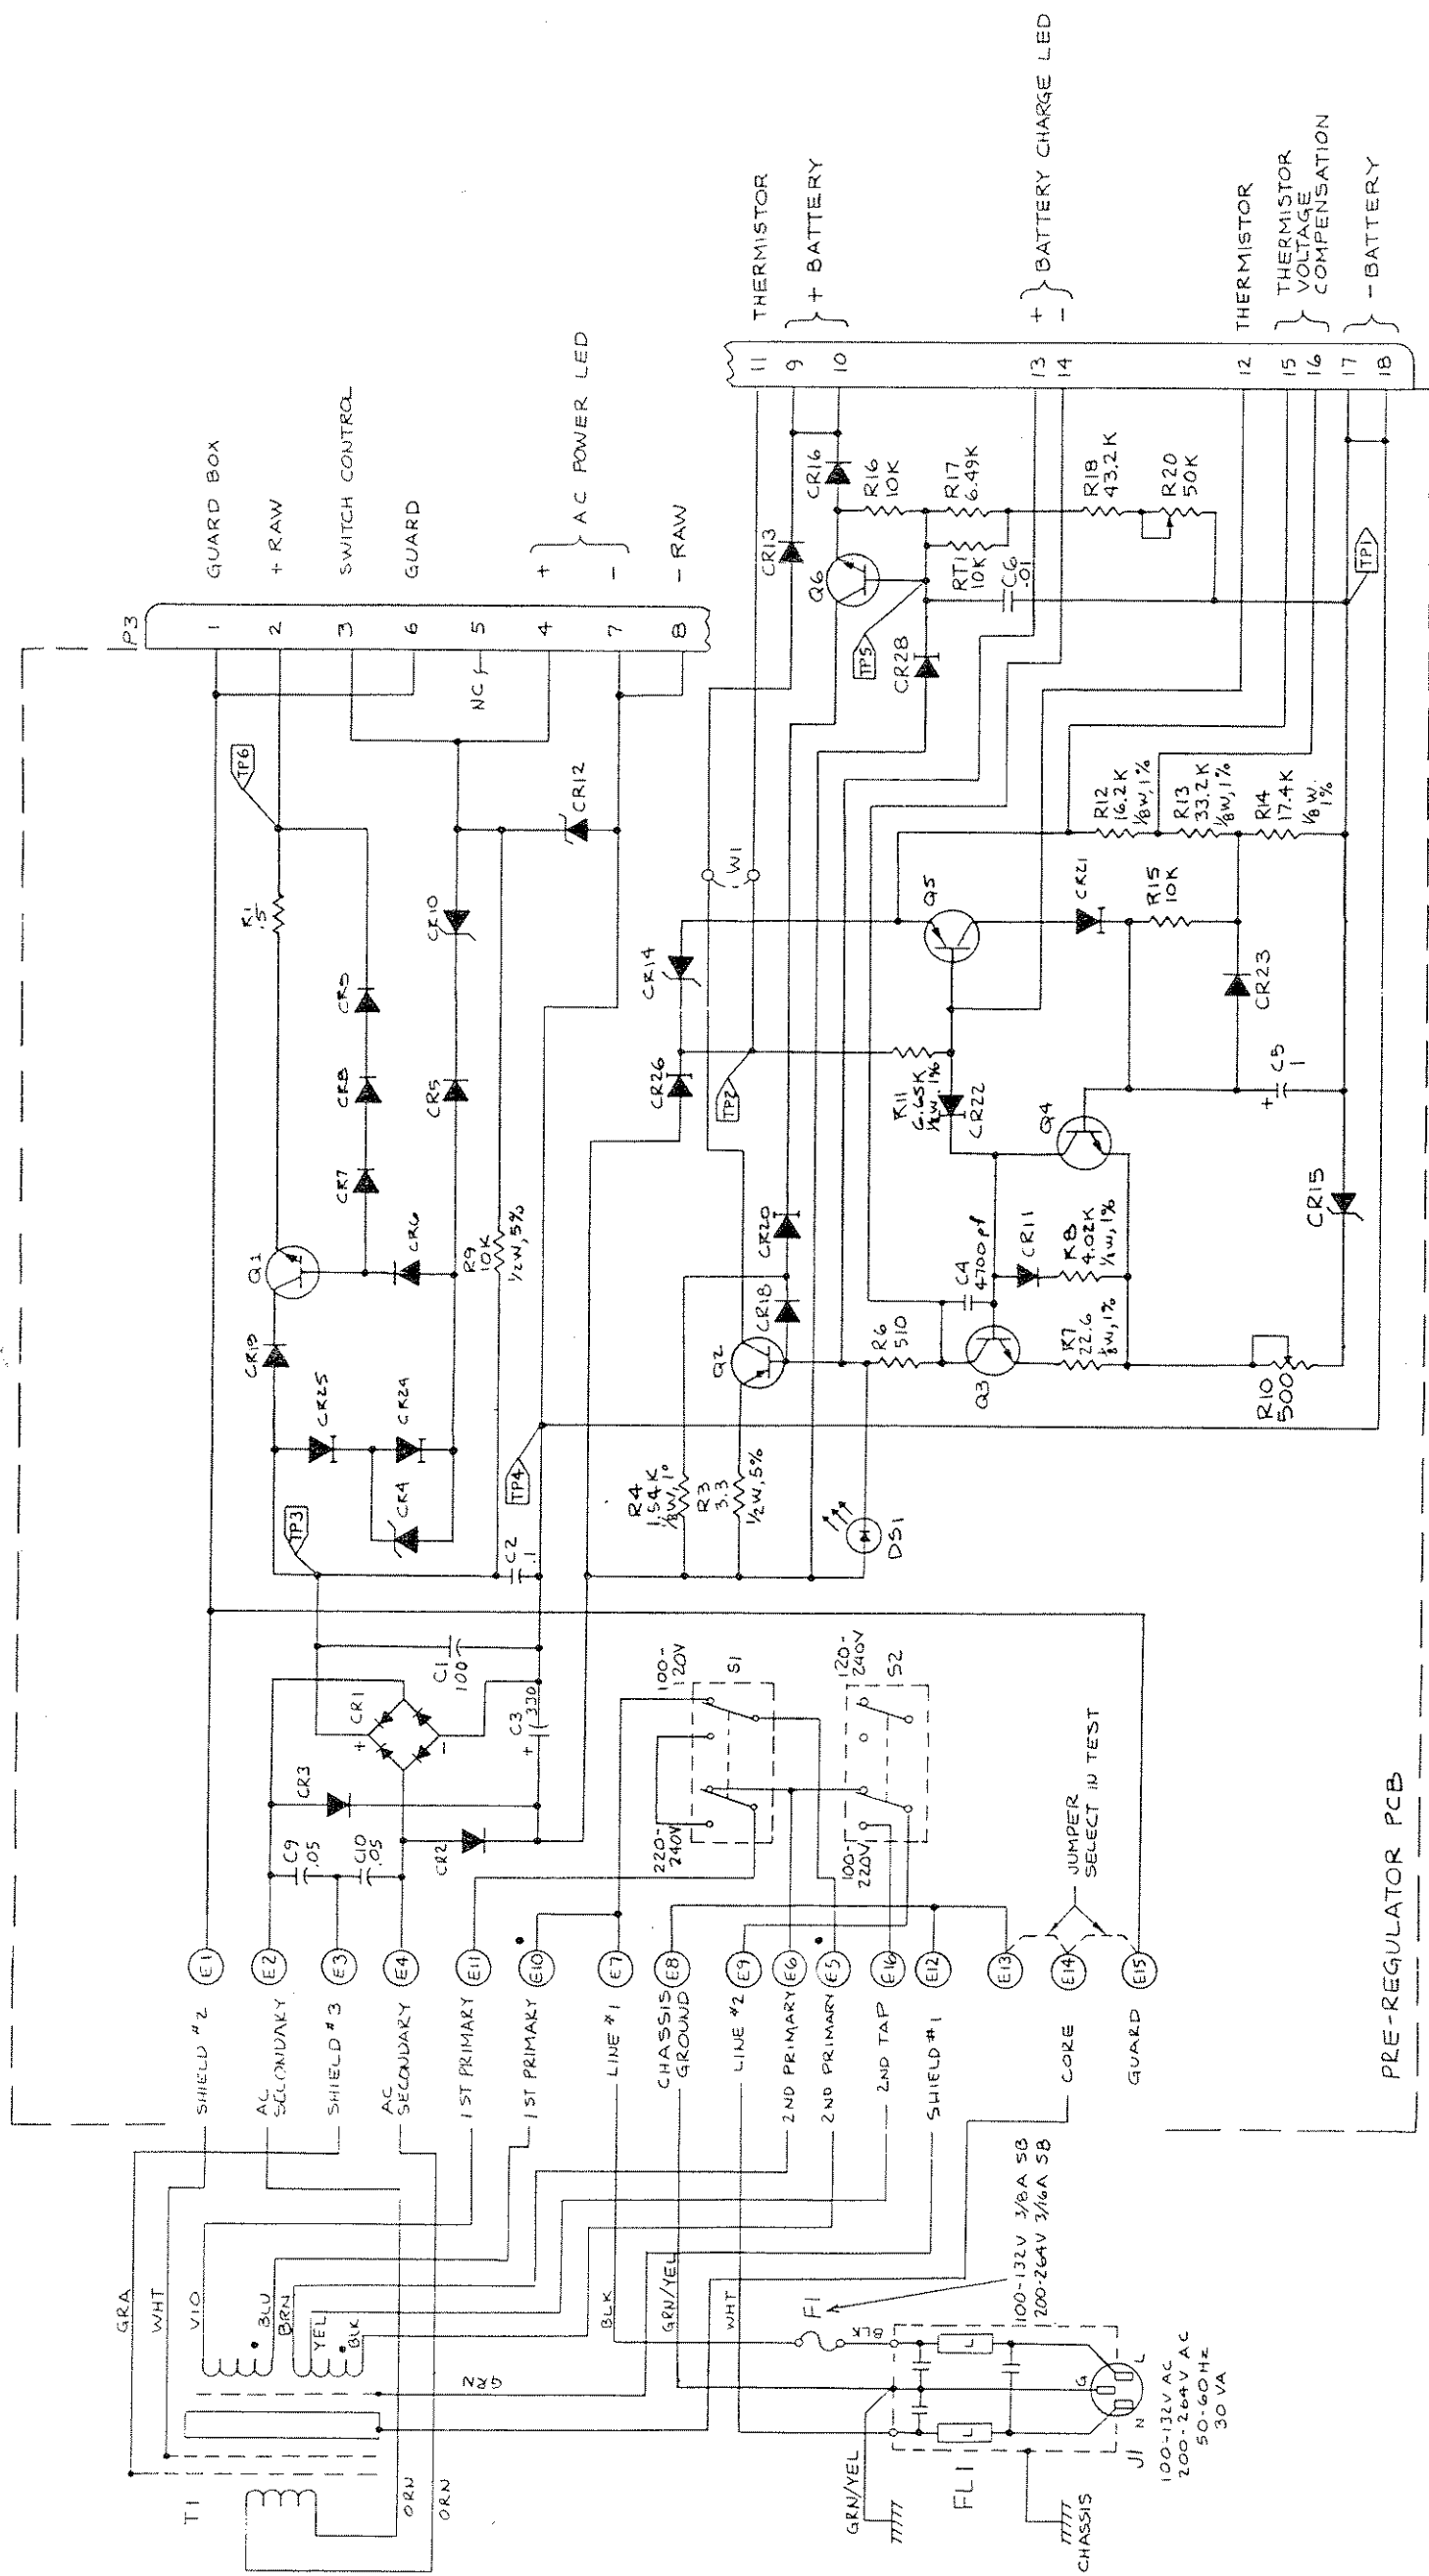 P3
1
2
3
6
5
4
7
8
GUARD BOX
+ RAW
SWITCH CONTROL
GUARD
NC
+
-
} AC POWER LED
- RAW
TP6
R1
.5
CR7
CR8
CR9
CR5
CR10
CR12
Q1
CR6
R9
10K
1/2W, 5%
CR19
CR25
CR24
CR4
TP3
TP4
C2
.1
C1
100
CR1
+
-
C3
330
+
CR3
CR2
C9
.05
C10
.05
E1
E2
E3
E4
E11
E10
E7
E8
E9
E6
E5
E16
E12
E13
E14
E15
SHIELD #2
AC
SECONDARY
SHIELD #3
AC
SECONDARY
1ST PRIMARY
1ST PRIMARY
LINE #1
CHASSIS
GROUND
LINE #2
2ND PRIMARY
2ND PRIMARY
2ND TAP
SHIELD #1
CORE
GUARD
100-
120V
S1
220-
240V
120-
240V
S2
100-
220V
JUMPER
SELECT IN TEST
PRE-REGULATOR PCB
GRA
WHT
VIO
BLU
BRN
YEL
BLK
GRN
T1
ORN
ORN
BLK
GRN/YEL
WHT
F1
100-132V 3/8A SB
200-264V 3/16A SB
BLK
L
L
G
L
N
GRN/YEL
FL1
J1
CHASSIS
100-132V AC
200-264V AC
50-60HZ
30 VA
11
9
10
13
14
12
15
16
17
18
THERMISTOR
} + BATTERY
+
-
} BATTERY CHARGE LED
THERMISTOR
} THERMISTOR
VOLTAGE
COMPENSATION
} - BATTERY
CR13
CR16
Q6
R16
10K
R17
6.49K
RT1
10K
C6
.01
R18
43.2K
R20
50K
TP1
TP5
CR28
W1
CR14
CR26
TP2
R11
6.65K
1%
CR22
Q5
CR21
R15
10K
R12
16.2K
1/8W, 1%
R13
33.2K
1/8W, 1%
R14
17.4K
1/8W
1%
CR23
Q4
C5
1
+
CR15
CR20
CR18
Q2
R4
1.54K
R3
3.3
1/2W, 5%
DS1
R6
510
C4
4700pf
CR11
R8
4.02K
1/8W, 1%
Q3
R7
22.6
1/8W, 1%
R10
500